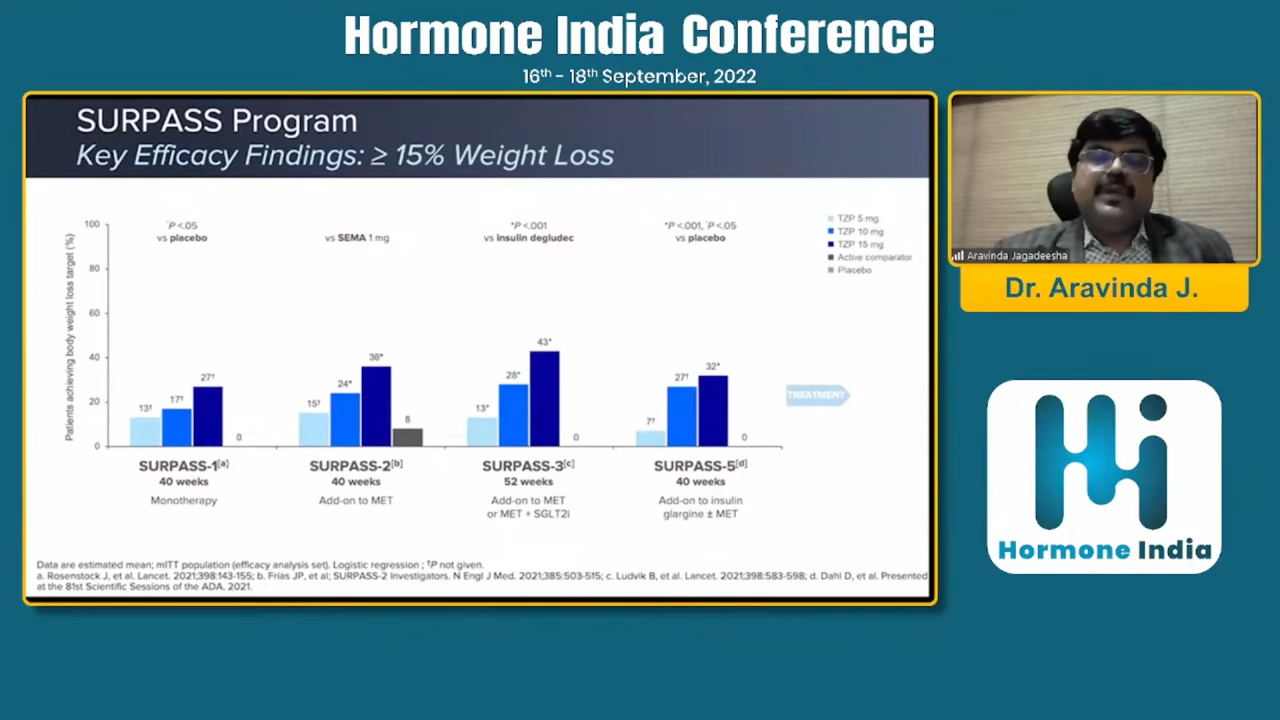 Hormone India Conference
16th - 18th September, 2022
SURPASS Program
Key Efficacy Findings: ≥ 15% Weight Loss
Patients achieving body weight loss target (%)
100
80
60
40
20
0
*P <.05
vs placebo
vs SEMA 1 mg
*P <.001
vs insulin degludec
*P <.001, †P <.05
vs placebo
TZP 5 mg
TZP 10 mg
TZP 15 mg
Active comparator
Placebo
13† 17† 27† 0
15† 24* 36* 8
13* 28* 43* 0
7† 27† 32* 0
TREATMENT
SURPASS-1[a]
40 weeks
Monotherapy
SURPASS-2[b]
40 weeks
Add-on to MET
SURPASS-3[c]
52 weeks
Add-on to MET
or MET + SGLT2i
SURPASS-5[d]
40 weeks
Add-on to insulin
glargine ± MET
Data are estimated mean; mITT population (efficacy analysis set). Logistic regression ; †P not given.
a. Rosenstock J, et al. Lancet. 2021;398:143-155; b. Frías JP, et al; SURPASS-2 Investigators. N Engl J Med. 2021;385:503-515; c. Ludvik B, et al. Lancet. 2021;398:583-598; d. Dahl D, et al. Presented
at the 81st Scientific Sessions of the ADA. 2021.
Aravinda Jagadeesha
Dr. Aravinda J.
Hi
Hormone India